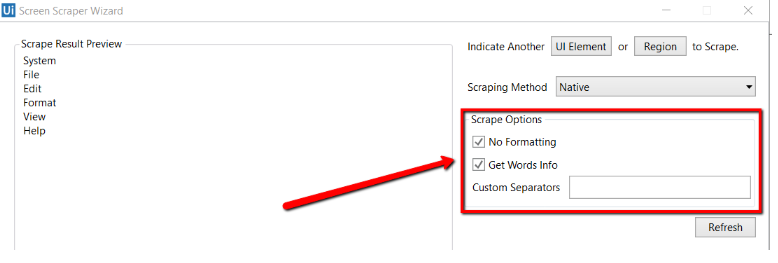 Ui Screen Scraper Wizard
Scrape Result Preview
System
File
Edit
Format
View
Help
Indicate Another UI Element or Region to Scrape.
Scraping Method Native
Scrape Options
No Formatting
Get Words Info
Custom Separators
Refresh